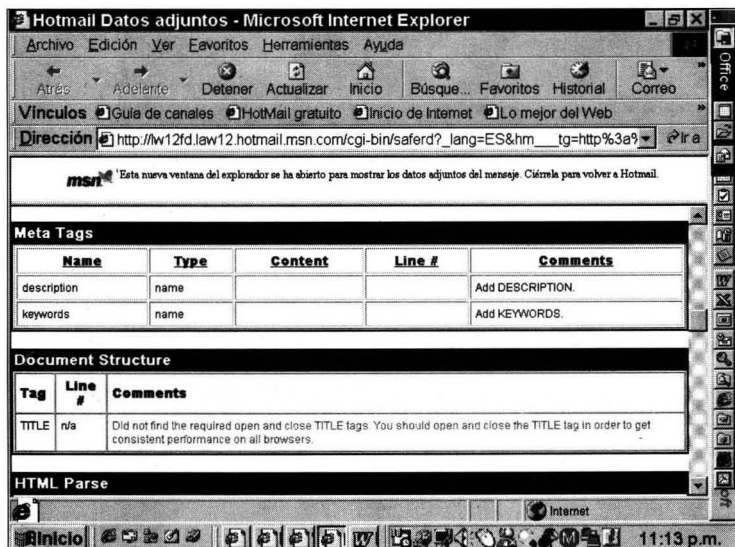 Hotmail Datos adjuntos - Microsoft Internet Explorer
Archivo Edición Ver Favoritos Herramientas Ayuda
Atrás Adelante Detener Actualizar Inicio Búsque... Favoritos Historial Correo
Vínculos Guía de canales HotMail gratuito Inicio de Internet Lo mejor del Web
Dirección http://lw12fd.law12.hotmail.msn.com/cgi-bin/saferd?_lang=ES&hm___tg=http%3a% Ir a
msn Esta nueva ventana del explorador se ha abierto para mostrar los datos adjuntos del mensaje. Ciérrela para volver a Hotmail.
Meta Tags
Name Type Content Line # Comments
description name Add DESCRIPTION.
keywords name Add KEYWORDS.
Document Structure
Tag Line # Comments
TITLE n/a Did not find the required open and close TITLE tags. You should open and close the TITLE tag in order to get
consistent performance on all browsers.
HTML Parse
Internet
Inicio 11:13 p.m.
Office